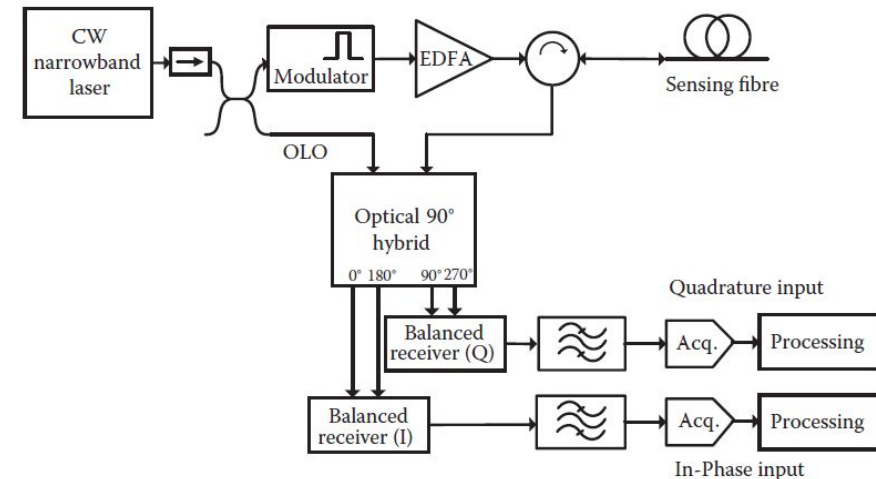 CW
narrowband
laser
Modulator
EDFA
Sensing fibre
OLO
Optical 90°
hybrid
0° 180° 90° 270°
Quadrature input
Balanced
receiver (Q)
Acq.
Processing
Balanced
receiver (I)
Acq.
Processing
In-Phase input